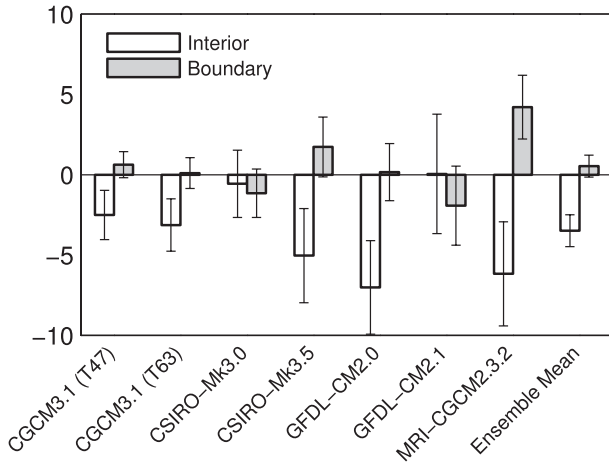 10
5
0
−5
−10
Interior
Boundary
CGCM3.1 (T47)
CGCM3.1 (T63)
CSIRO−Mk3.0
CSIRO−Mk3.5
GFDL−CM2.0
GFDL−CM2.1
MRI−CGCM2.3.2
Ensemble Mean